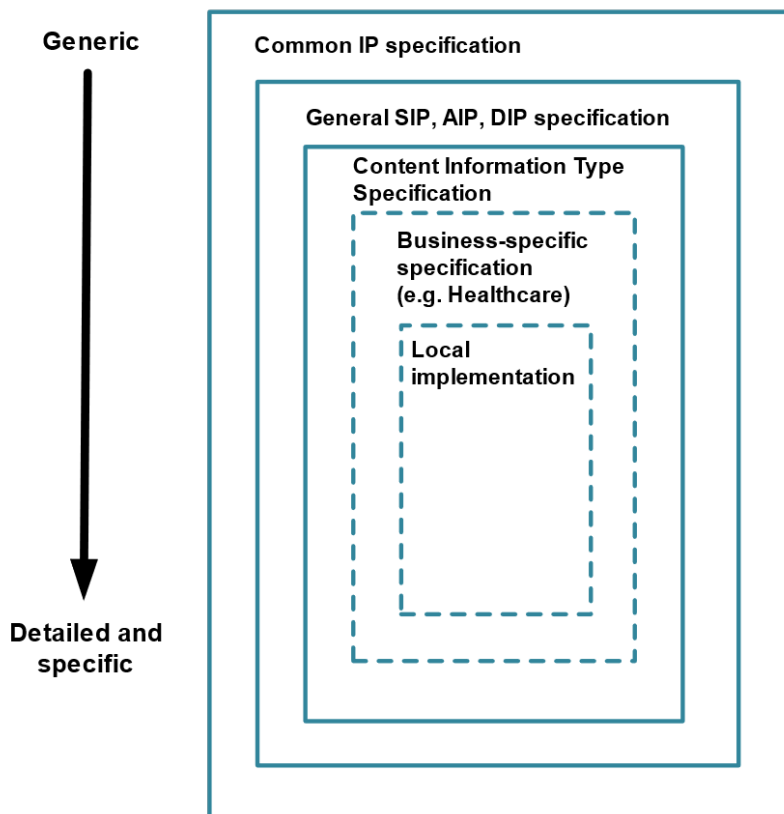 Generic
Common IP specification
General SIP, AIP, DIP specification
Content Information Type
Specification
Business-specific
specification
(e.g. Healthcare)
Local
implementation
Detailed and
specific